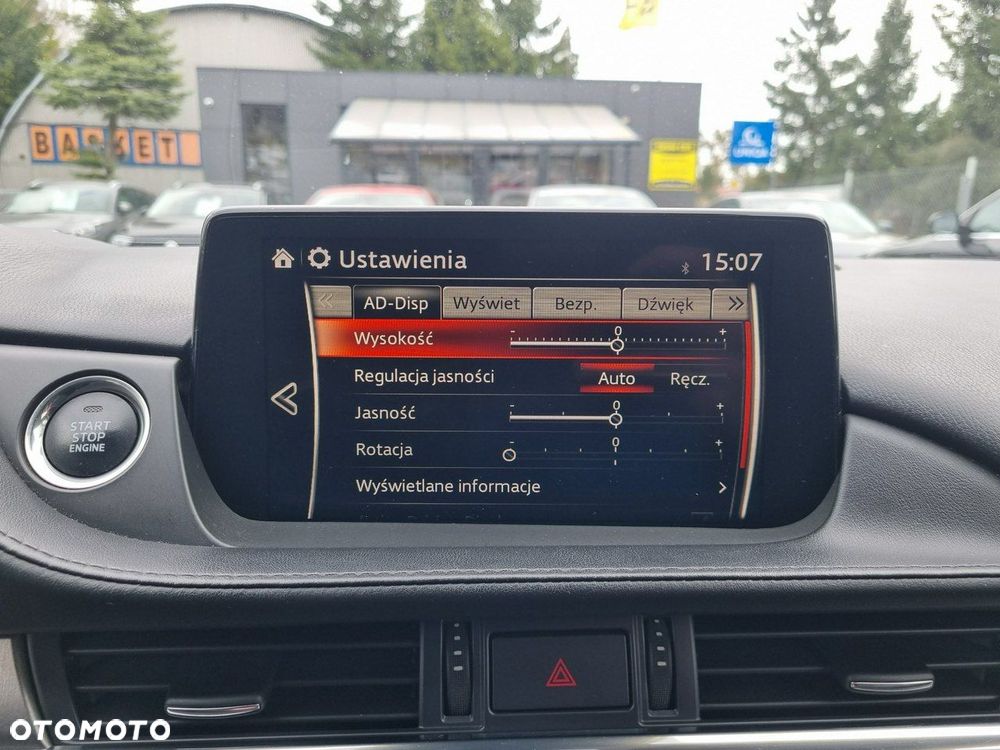 BASKET
UNIQA
Ustawienia
15:07
AD-Disp
Wyświet
Bezp.
Dźwięk
Wysokość
- 0 +
Regulacja jasności
Auto
Ręcz.
Jasność
- 0 +
Rotacja
- 0 +
Wyświetlane informacje
START
STOP
ENGINE
OTOMOTO